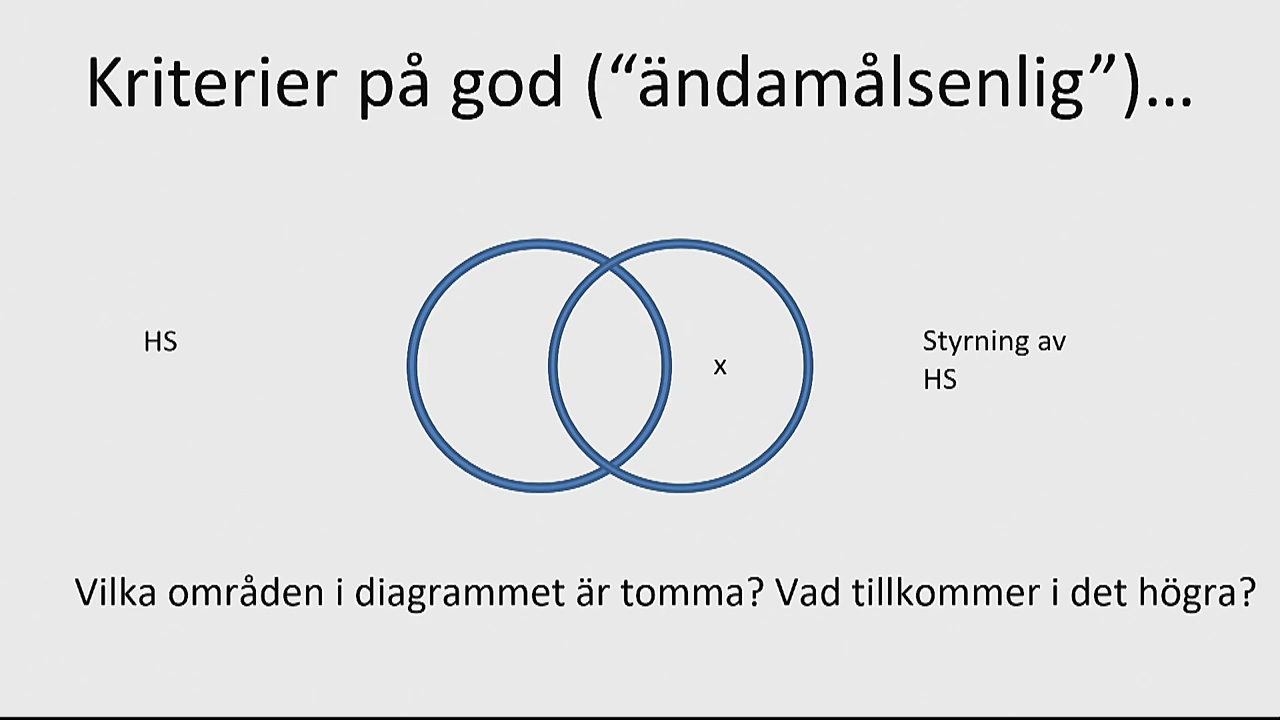 Kriterier på god (“ändamålsenlig”)…
HS
x
Styrning av
HS
Vilka områden i diagrammet är tomma? Vad tillkommer i det högra?